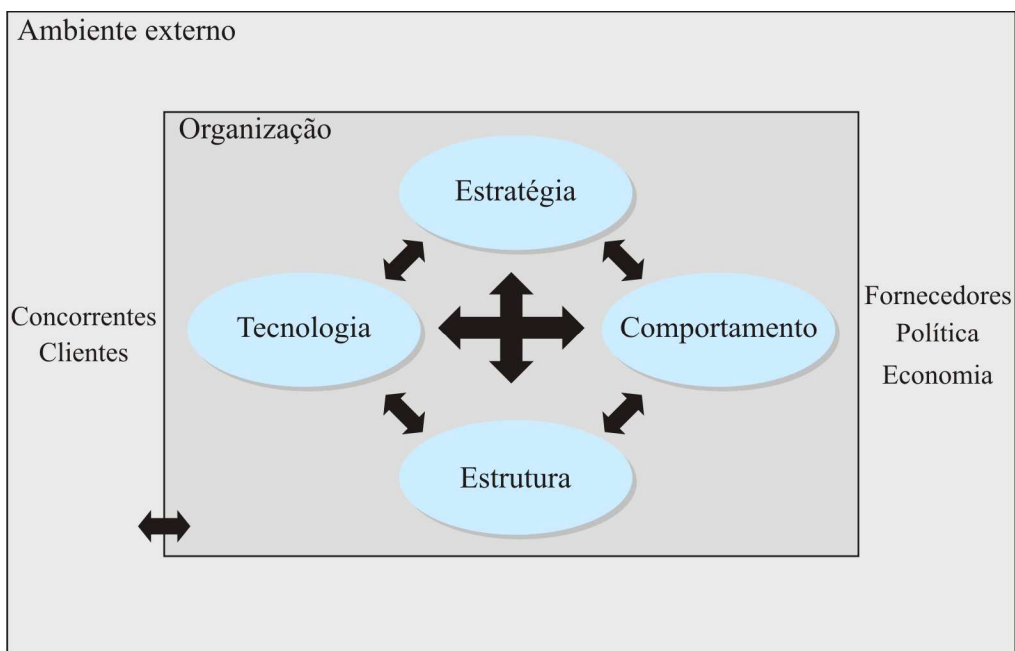 Ambiente externo
Organização
Estratégia
Tecnologia
Comportamento
Estrutura
Concorrentes
Clientes
Fornecedores
Política
Economia